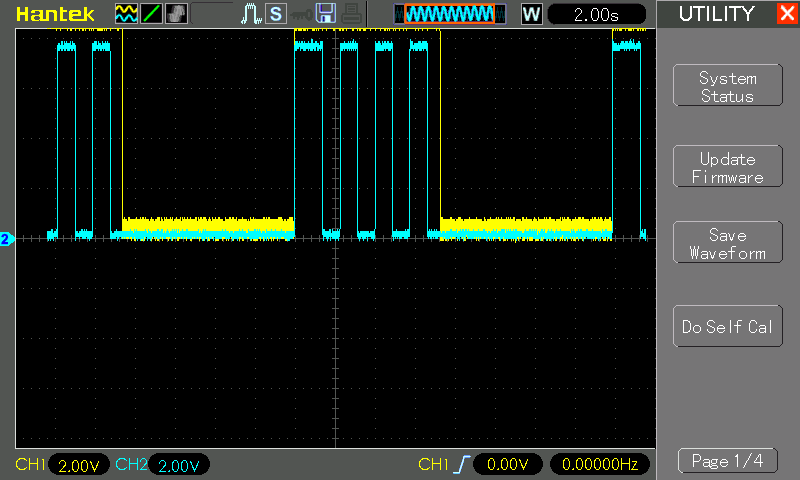 Hantek S W 2.00s UTILITY X
System
Status
Update
Firmware
Save
Waveform
2
Do Self Cal
CH1 2.00V CH2 2.00V CH1 0.00V 0.00000Hz Page 1/4